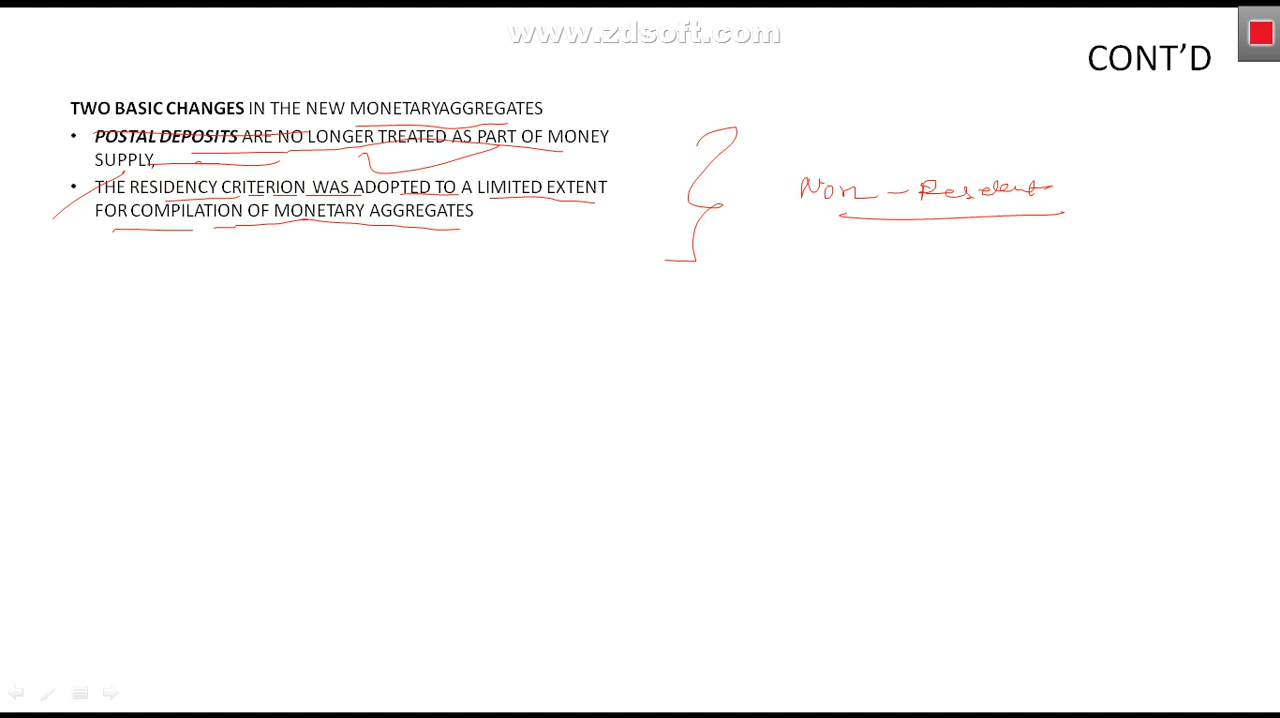 www.zdsoft.com
CONT’D
TWO BASIC CHANGES IN THE NEW MONETARYAGGREGATES
• POSTAL DEPOSITS ARE NO LONGER TREATED AS PART OF MONEY
SUPPLY,
• THE RESIDENCY CRITERION WAS ADOPTED TO A LIMITED EXTENT
FOR COMPILATION OF MONETARY AGGREGATES
Non - Resident